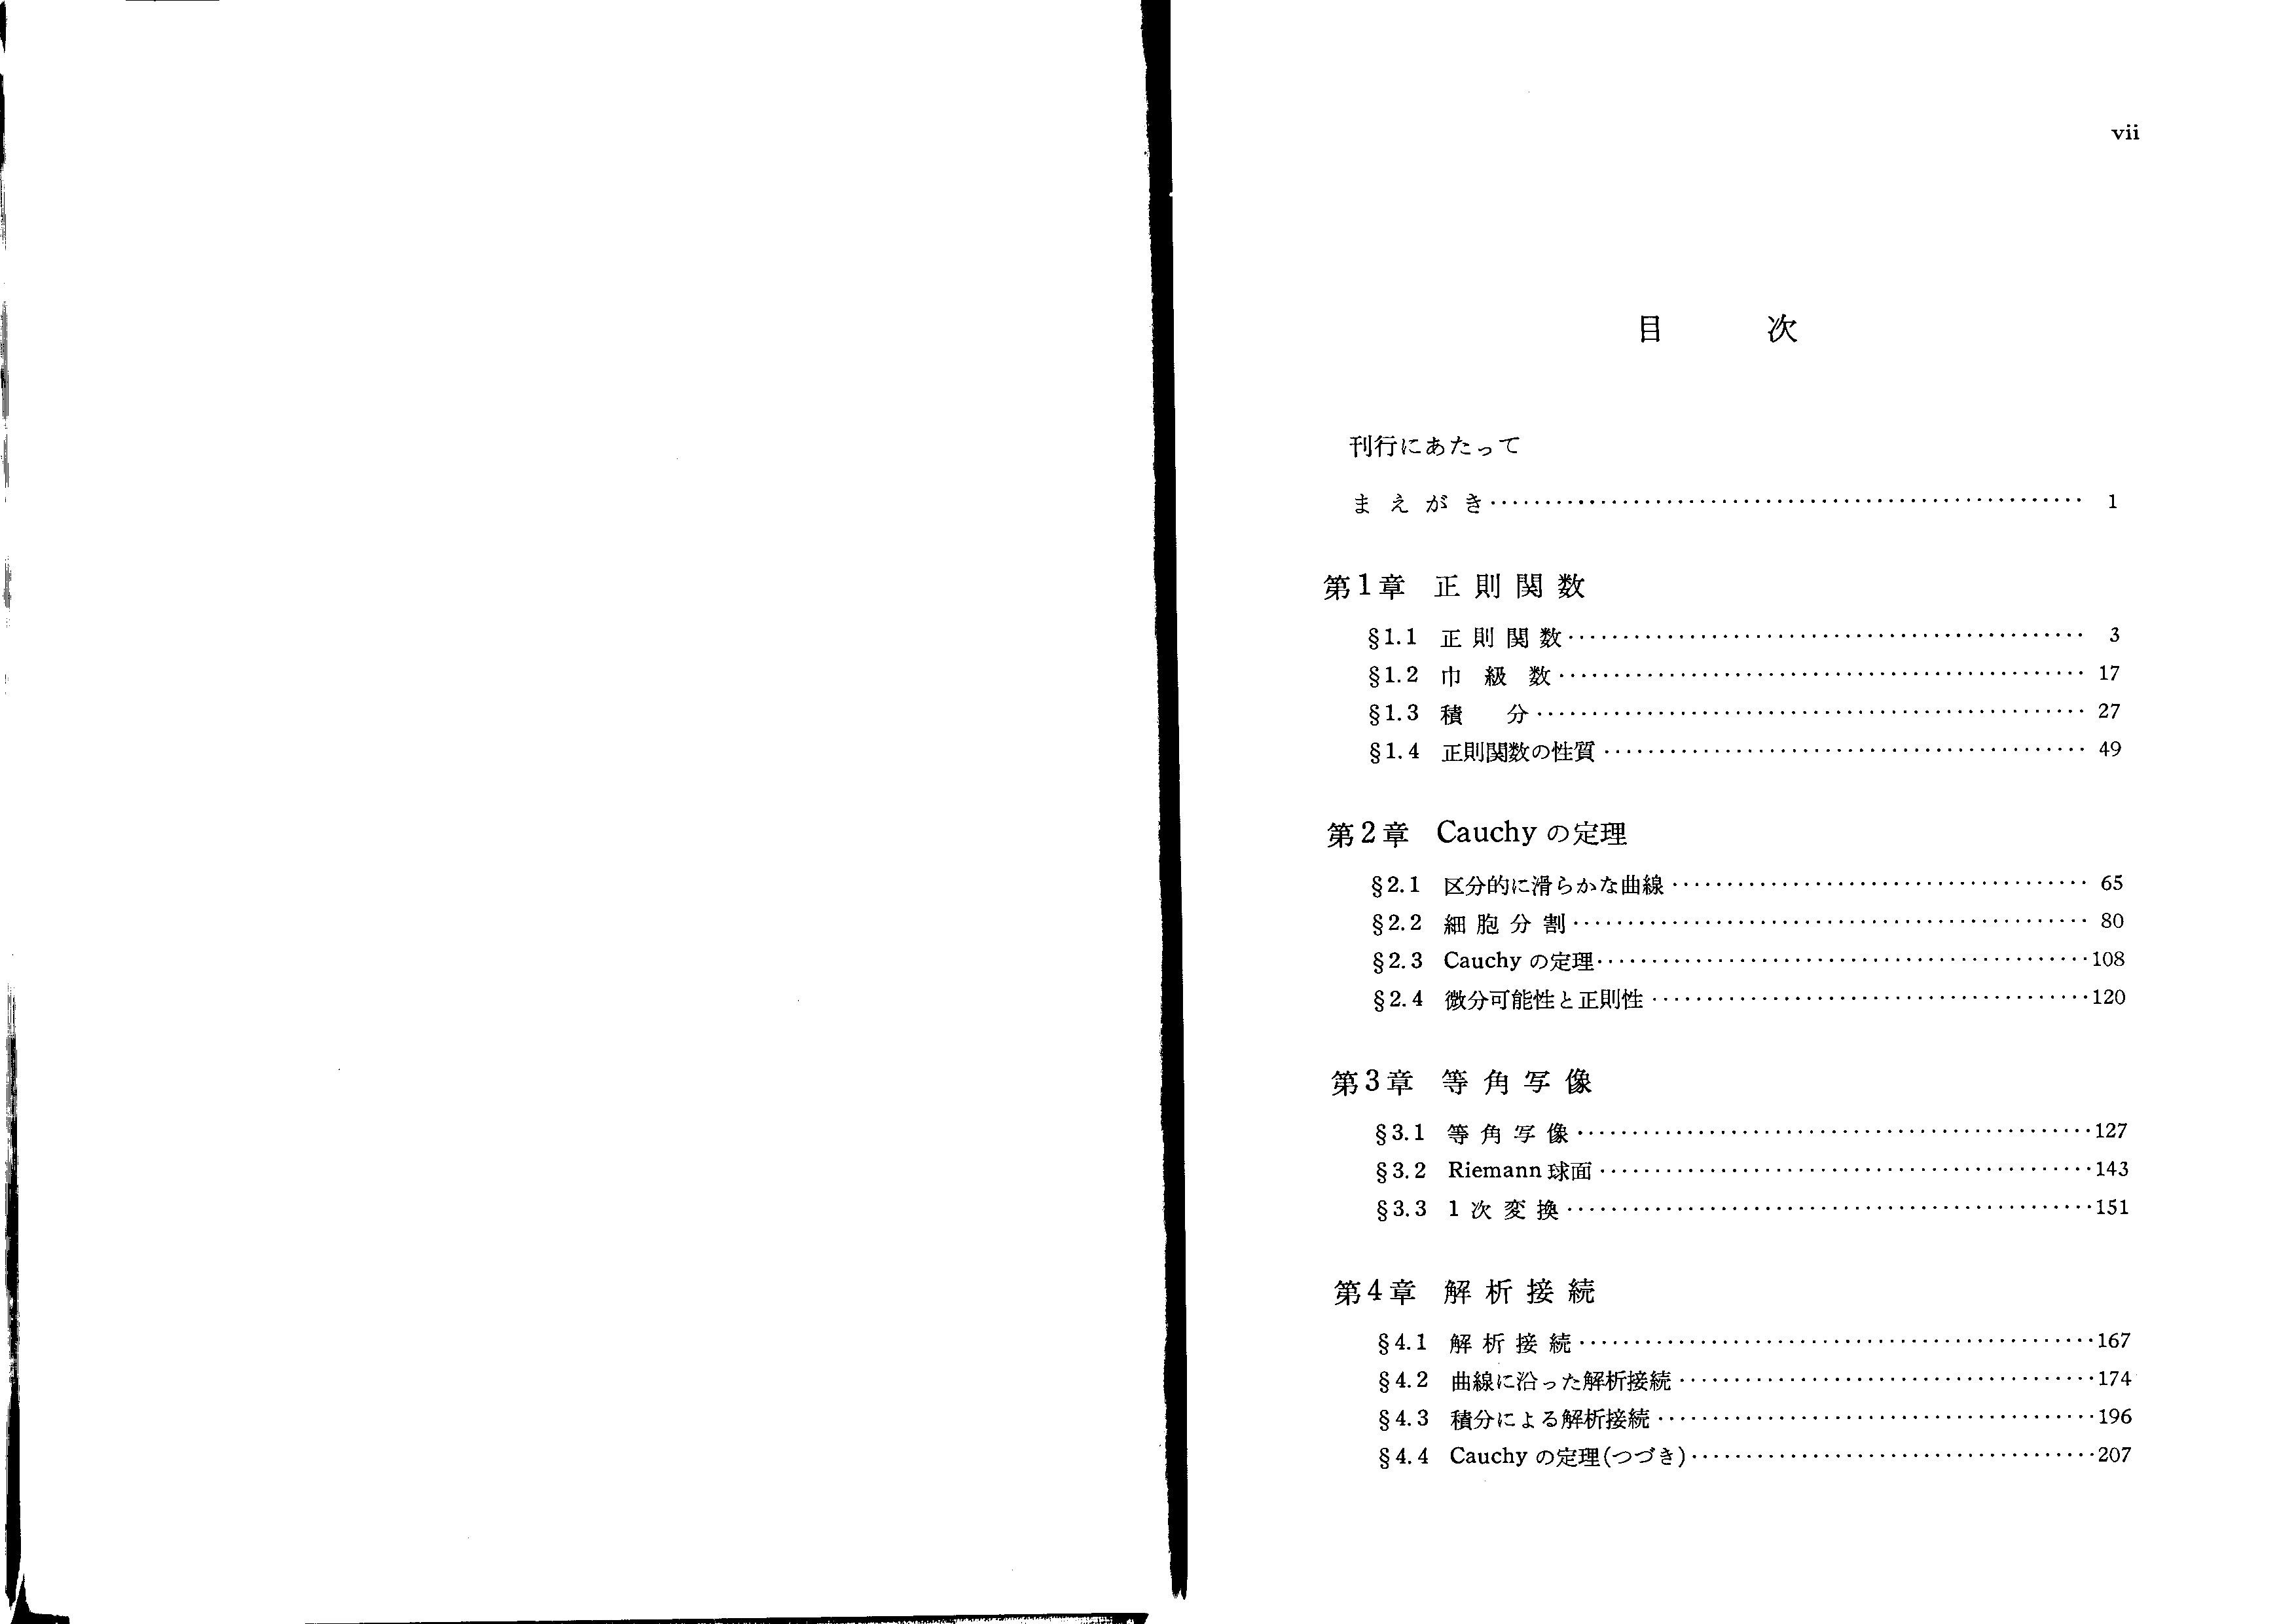 vii
目 次
刊行にあたって
まえがき…………………………………………………… 1
第1章 正則関数
§1.1 正則関数…………………………………………… 3
§1.2 巾級数…………………………………………… 17
§1.3 積分…………………………………………… 27
§1.4 正則関数の性質…………………………………………… 49
第2章 Cauchy の定理
§2.1 区分的に滑らかな曲線…………………………………… 65
§2.2 細胞分割…………………………………………… 80
§2.3 Cauchy の定理……………………………………………108
§2.4 微分可能性と正則性……………………………………120
第3章 等角写像
§3.1 等角写像……………………………………………127
§3.2 Riemann 球面……………………………………………143
§3.3 1次変換……………………………………………151
第4章 解析接続
§4.1 解析接続……………………………………………167
§4.2 曲線に沿った解析接続……………………………………174
§4.3 積分による解析接続……………………………………196
§4.4 Cauchy の定理(つづき)……………………………………207